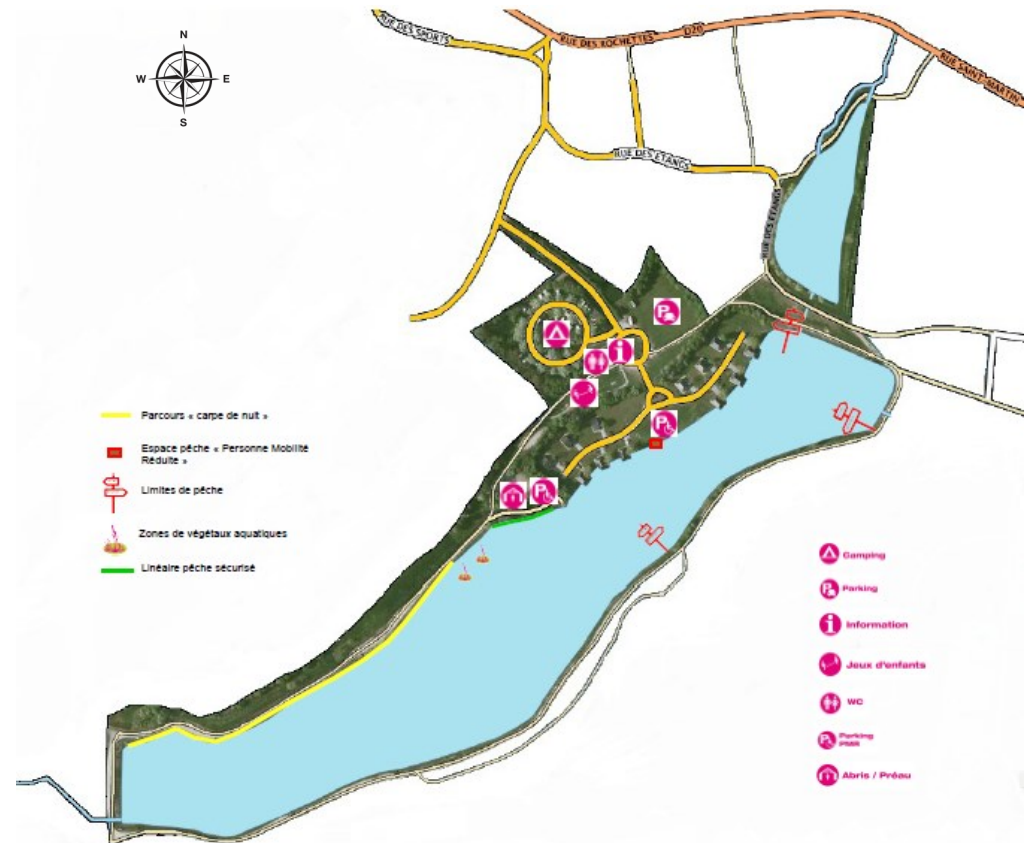 N
W E
S
RUE DES SPORTS
RUE DES ROCHETTES
D20
RUE SAINT-MARTIN
RUE DES ETANGS
RUE DES ETANGS
Parcours « carpe de nuit »
Espace pêche « Personne Mobilité
Réduite »
Limites de pêche
Zones de végétaux aquatiques
Linéaire pêche sécurisé
Camping
Parking
Information
Jeux d'enfants
WC
Parking
PMR
Abris / Préau